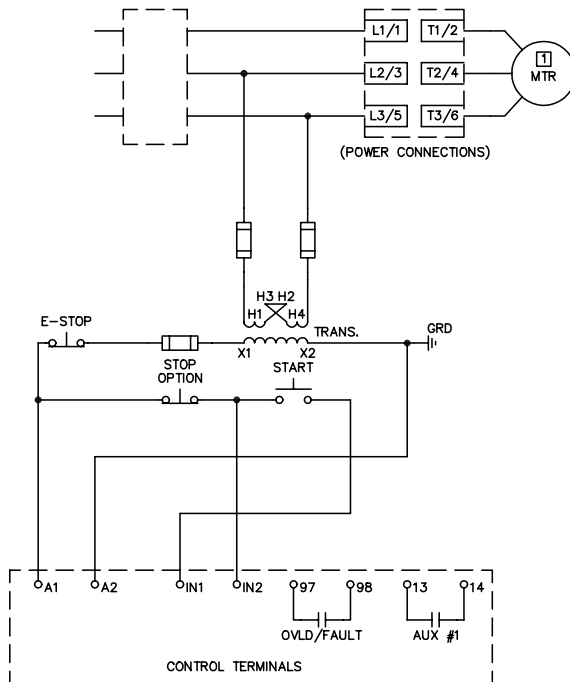 L1/1 T1/2
1
MTR
L2/3 T2/4
L3/5 T3/6
(POWER CONNECTIONS)
H3 H2
H1 H4
E-STOP
TRANS.
GRD
X1 X2
STOP
OPTION
START
A1 A2 IN1 IN2 97 98 13 14
OVLD/FAULT AUX #1
CONTROL TERMINALS